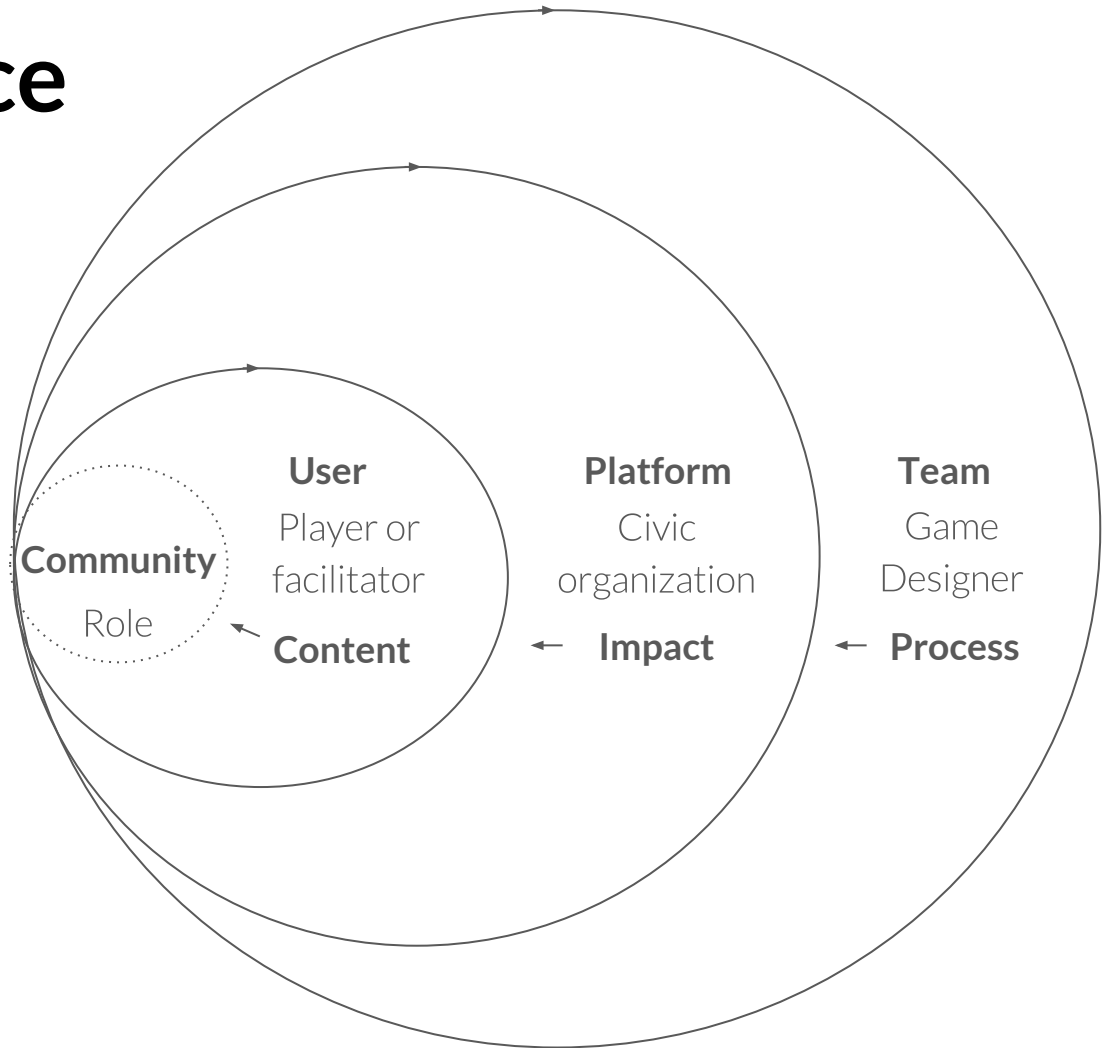 ce
Community
Role
User
Player or
facilitator
Content
Platform
Civic
organization
Impact
Team
Game
Designer
Process